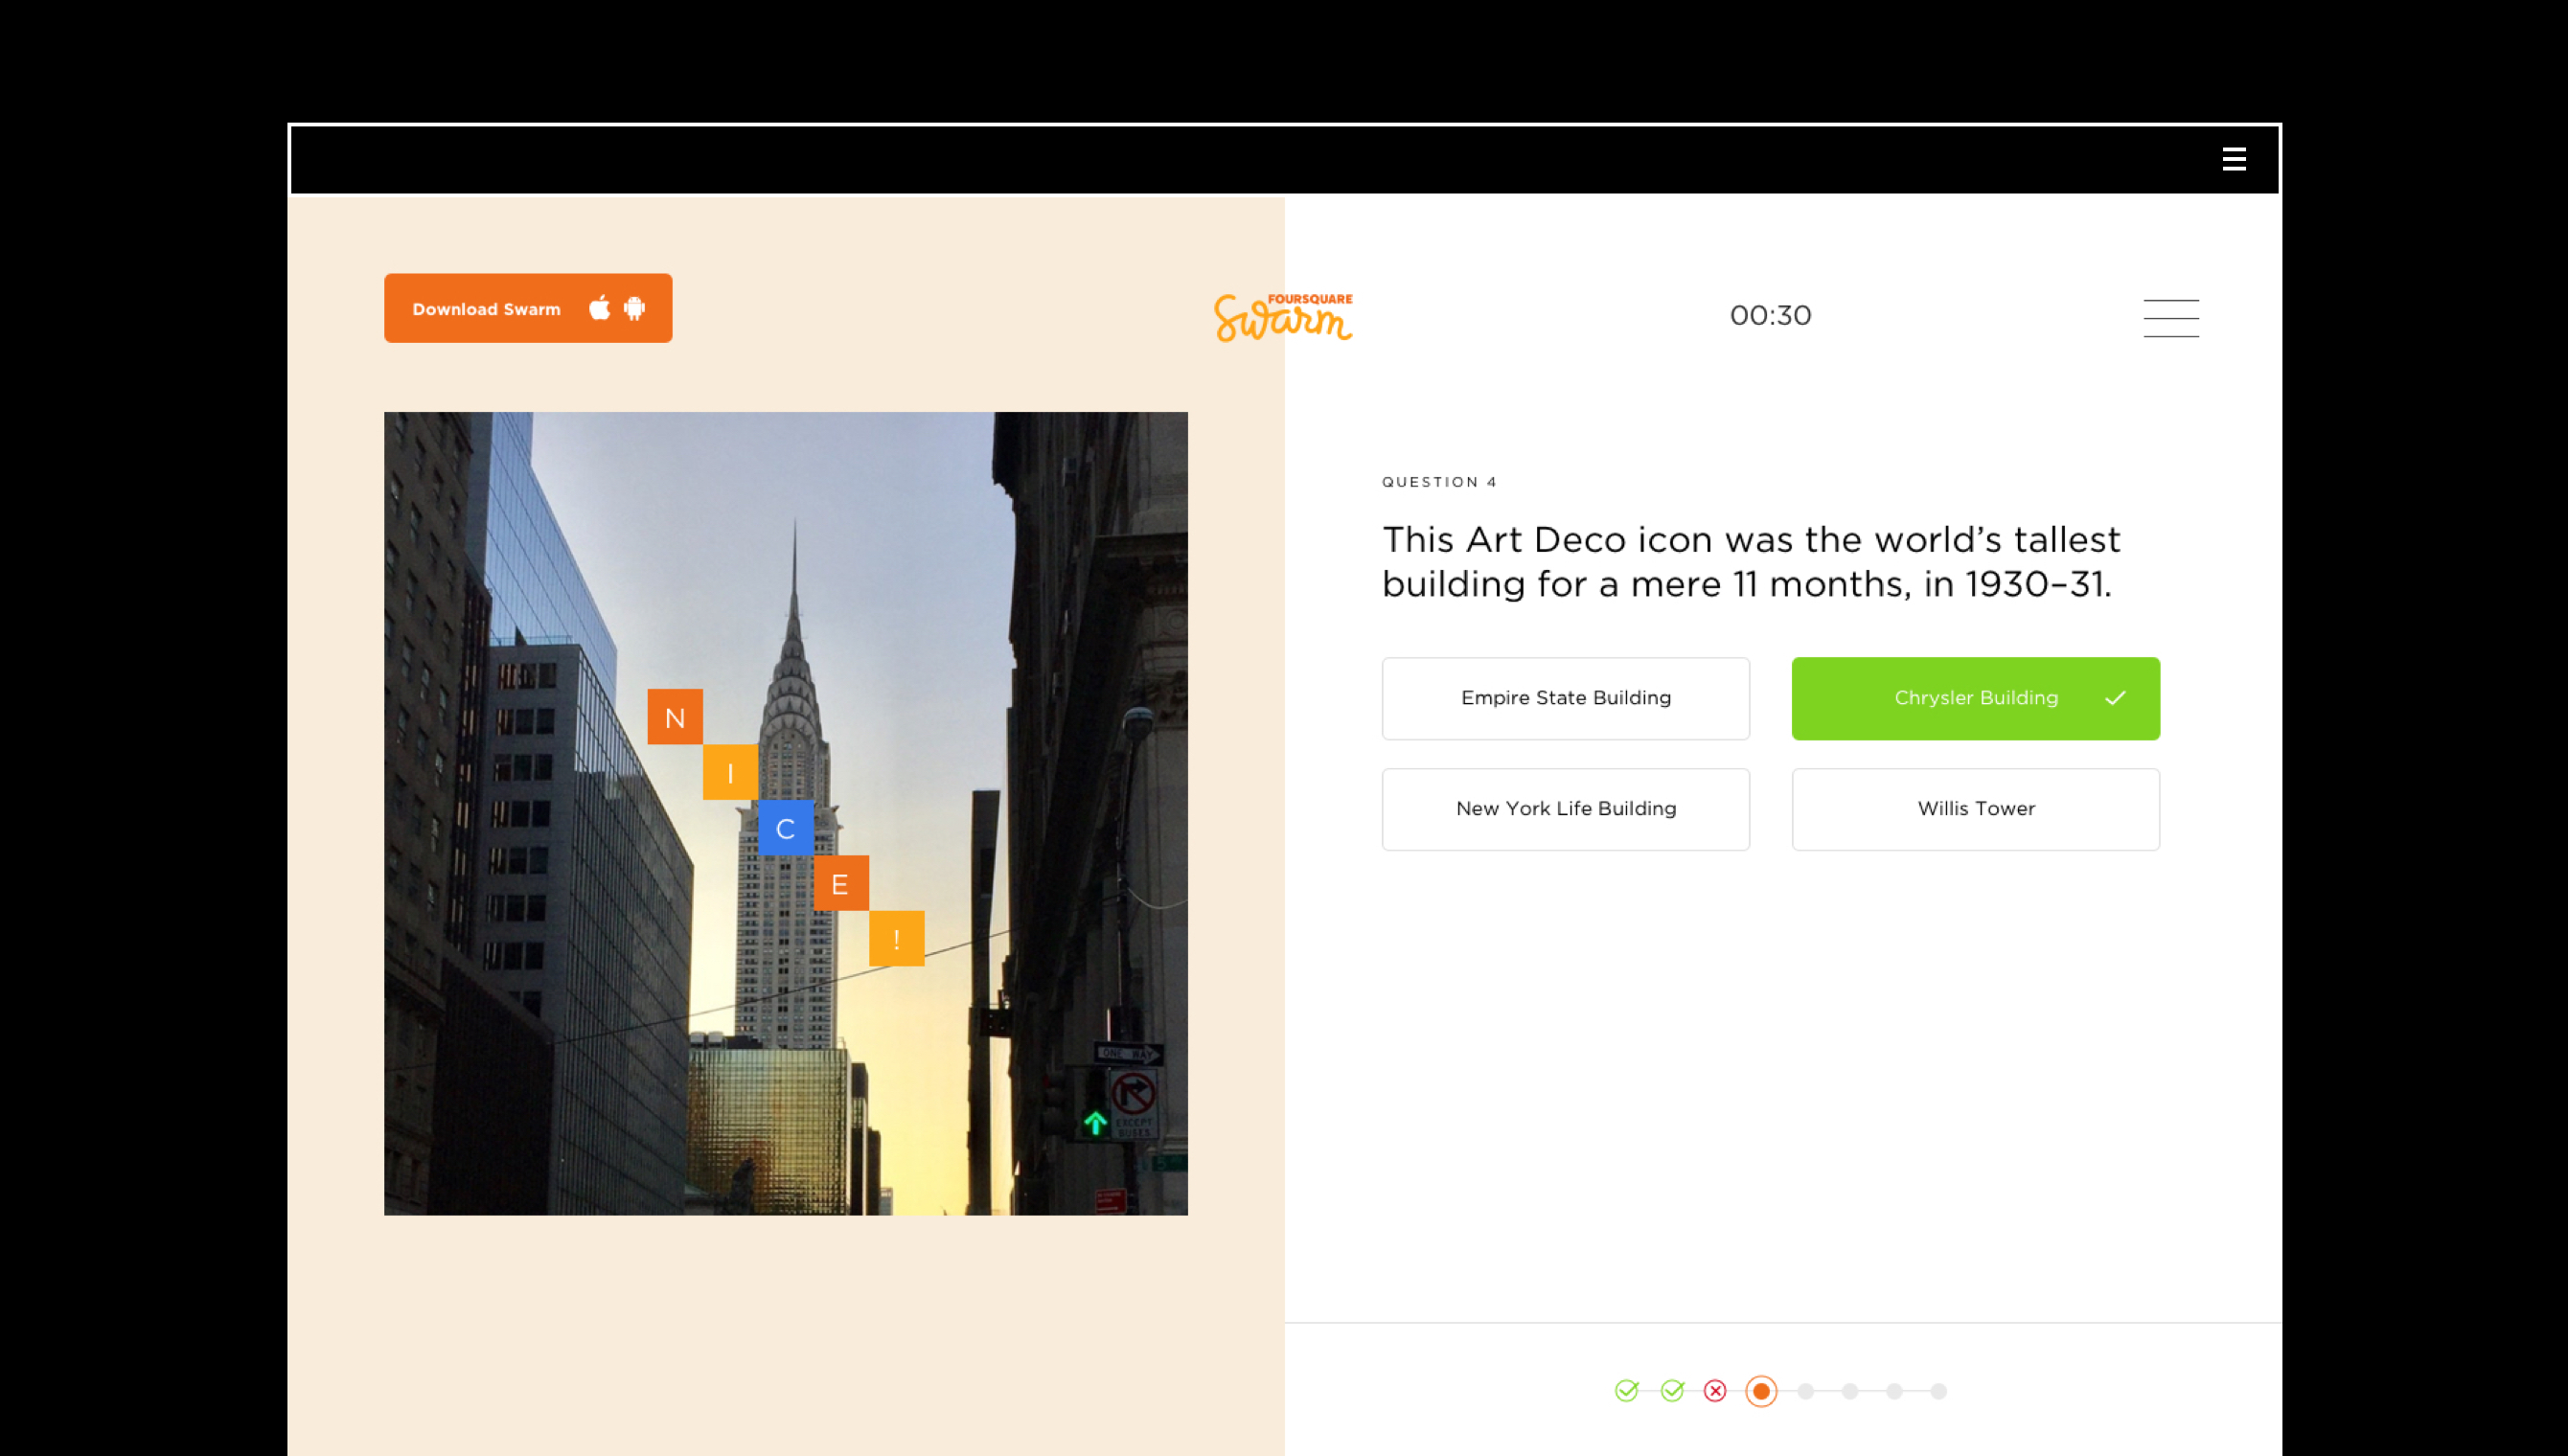 Download Swarm
FOURSQUARE
Swarm
00:30
N
I
C
E
!
ONE WAY
EXCEPT
BUSES
QUESTION 4
This Art Deco icon was the world’s tallest
building for a mere 11 months, in 1930–31.
Empire State Building
Chrysler Building
New York Life Building
Willis Tower